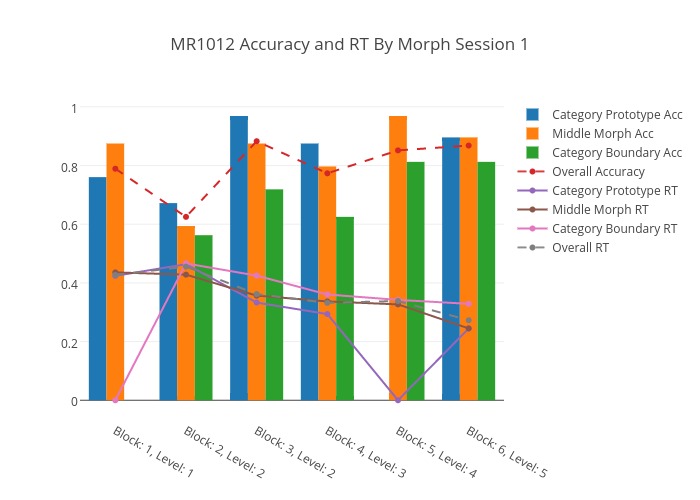 MR1012 Accuracy and RT By Morph Session 1
1
0.8
0.6
0.4
0.2
0
Block: 1, Level: 1
Block: 2, Level: 2
Block: 3, Level: 2
Block: 4, Level: 3
Block: 5, Level: 4
Block: 6, Level: 5
Category Prototype Acc
Middle Morph Acc
Category Boundary Acc
Overall Accuracy
Category Prototype RT
Middle Morph RT
Category Boundary RT
Overall RT